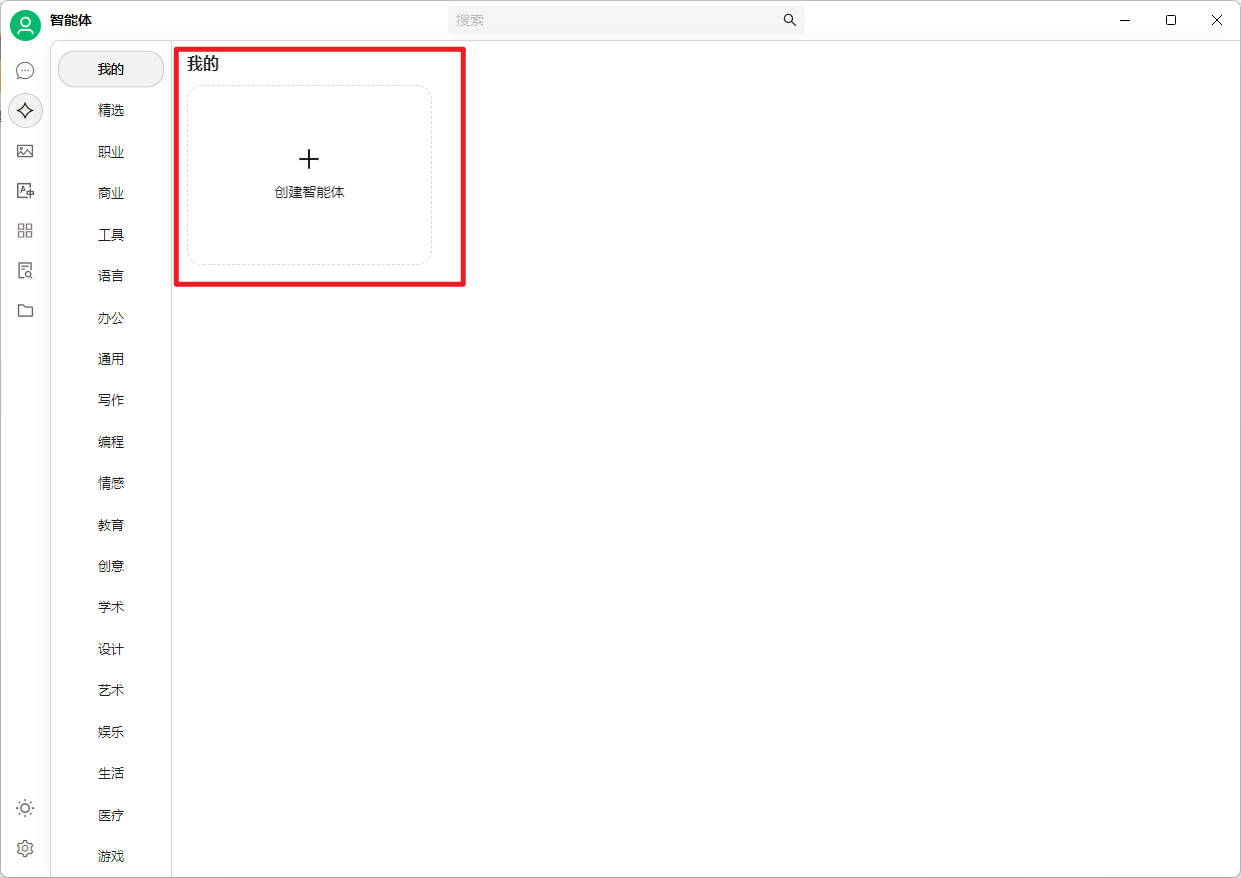 智能体
搜索
我的
精选
职业
商业
工具
语言
办公
通用
写作
编程
情感
教育
创意
学术
设计
艺术
娱乐
生活
医疗
游戏
我的
创建智能体